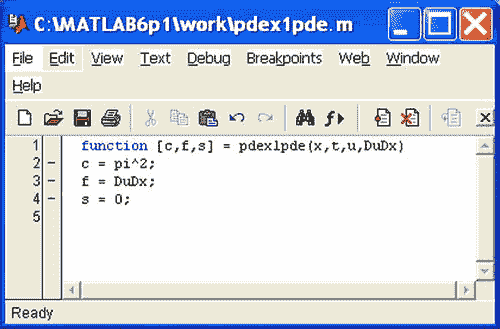 C:\MATLAB6p1\work\pdex1pde.m
File Edit View Text Debug Breakpoints Web Window
Help
1 function [c,f,s] = pdex1pde(x,t,u,DuDx)
2 - c = pi^2;
3 - f = DuDx;
4 - s = 0;
5
Ready